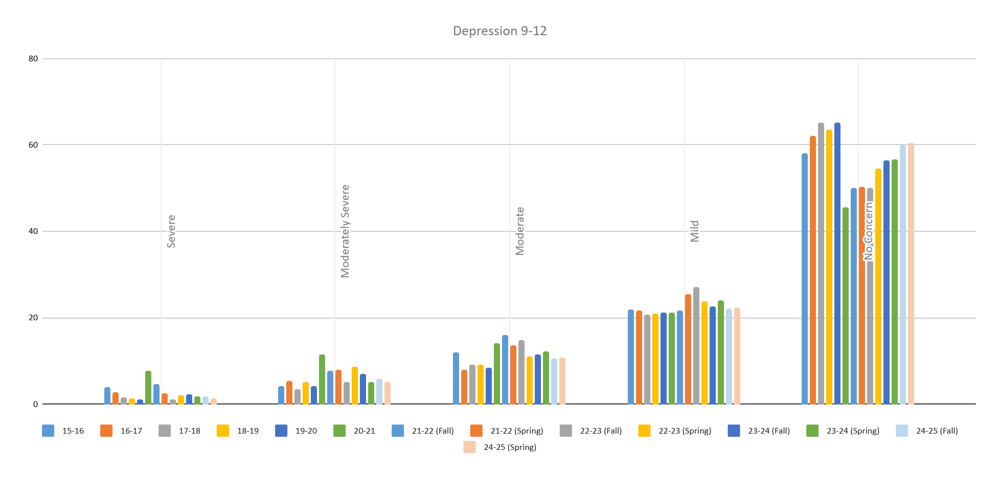 Depression 9-12
80
60
40
20
0
Severe
Moderately Severe
Moderate
Mild
No Concern
15-16
16-17
17-18
18-19
19-20
20-21
21-22 (Fall)
21-22 (Spring)
22-23 (Fall)
22-23 (Spring)
23-24 (Fall)
23-24 (Spring)
24-25 (Fall)
24-25 (Spring)